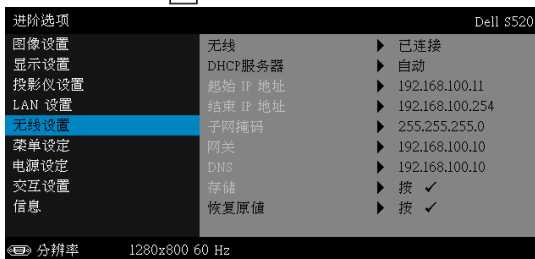 进阶选项 Dell S520
图像设置 无线 ▶ 已连接
显示设置 DHCP服务器 ▶ 自动
投影仪设置 起始 IP 地址 ▶ 192.168.100.11
LAN 设置 结束 IP 地址 ▶ 192.168.100.254
无线设置 子网掩码 ▶ 255.255.255.0
菜单设定 网关 ▶ 192.168.100.10
电源设定 DNS ▶ 192.168.100.10
交互设置 存储 ▶ 按 ✓
信息 恢复原值 ▶ 按 ✓
分辨率 1280x800 60 Hz